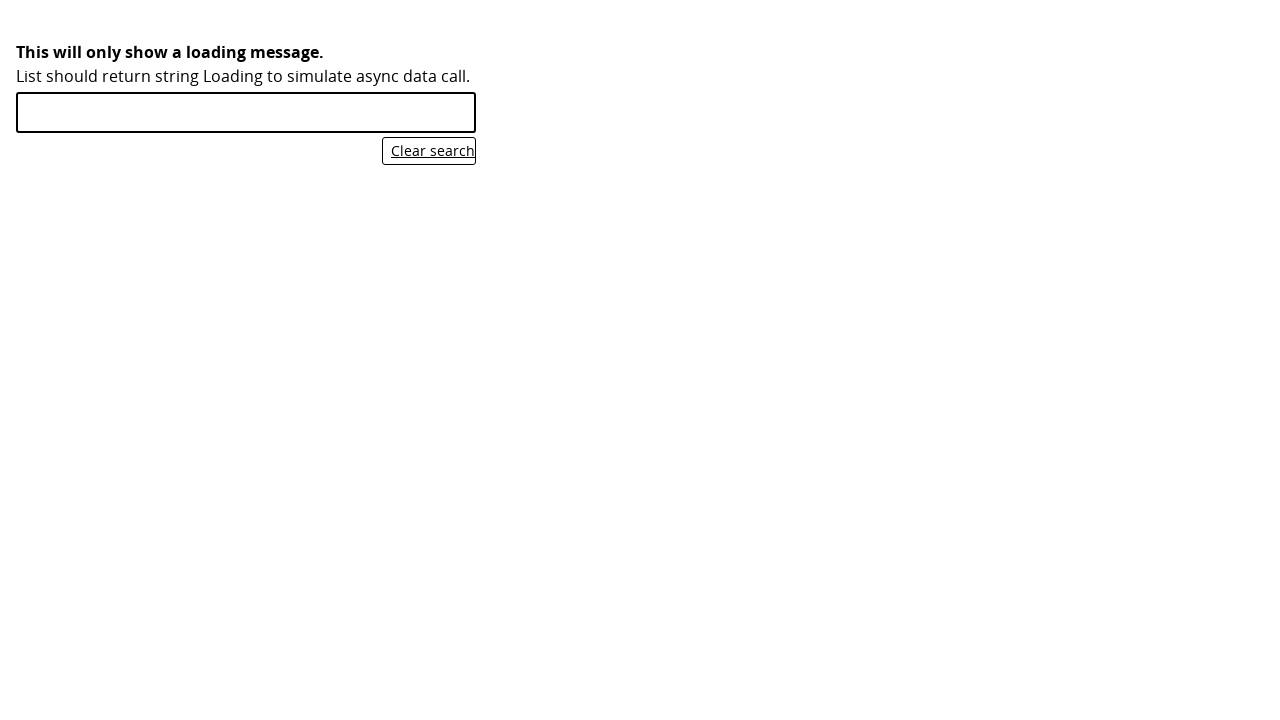 This will only show a loading message.
List should return string Loading to simulate async data call.
Clear search